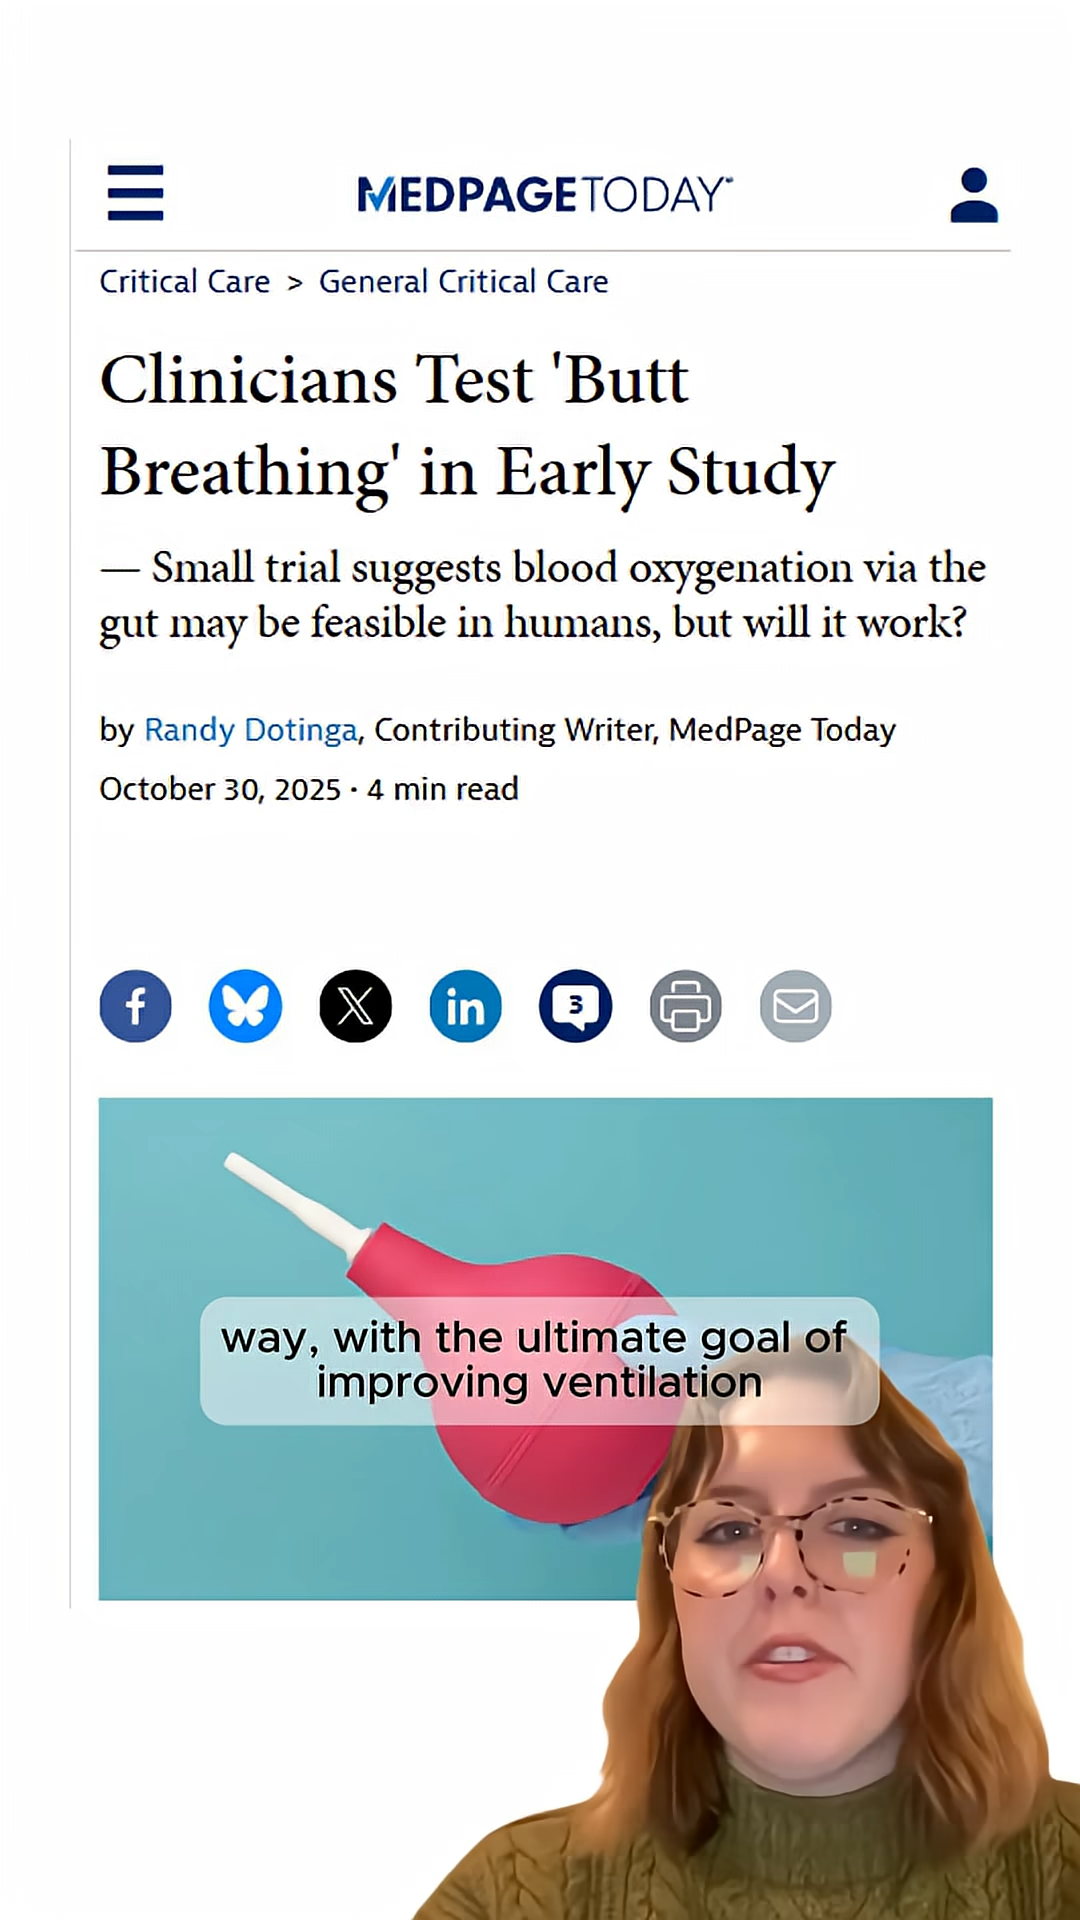 MEDPAGETODAY
Critical Care > General Critical Care
Clinicians Test 'Butt
Breathing' in Early Study
— Small trial suggests blood oxygenation via the
gut may be feasible in humans, but will it work?
by Randy Dotinga, Contributing Writer, MedPage Today
October 30, 2025 · 4 min read
f
X
in
3
way, with the ultimate goal of
improving ventilation